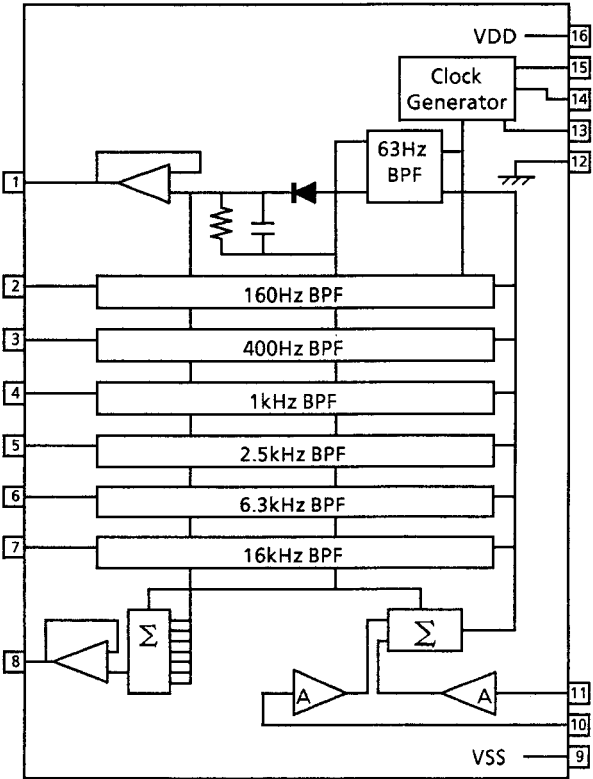 VDD
16
Clock
Generator
15
14
13
63Hz
BPF
12
1
2
160Hz BPF
3
400Hz BPF
4
1kHz BPF
5
2.5kHz BPF
6
6.3kHz BPF
7
16kHz BPF
Σ
Σ
8
A
A
11
10
VSS
9